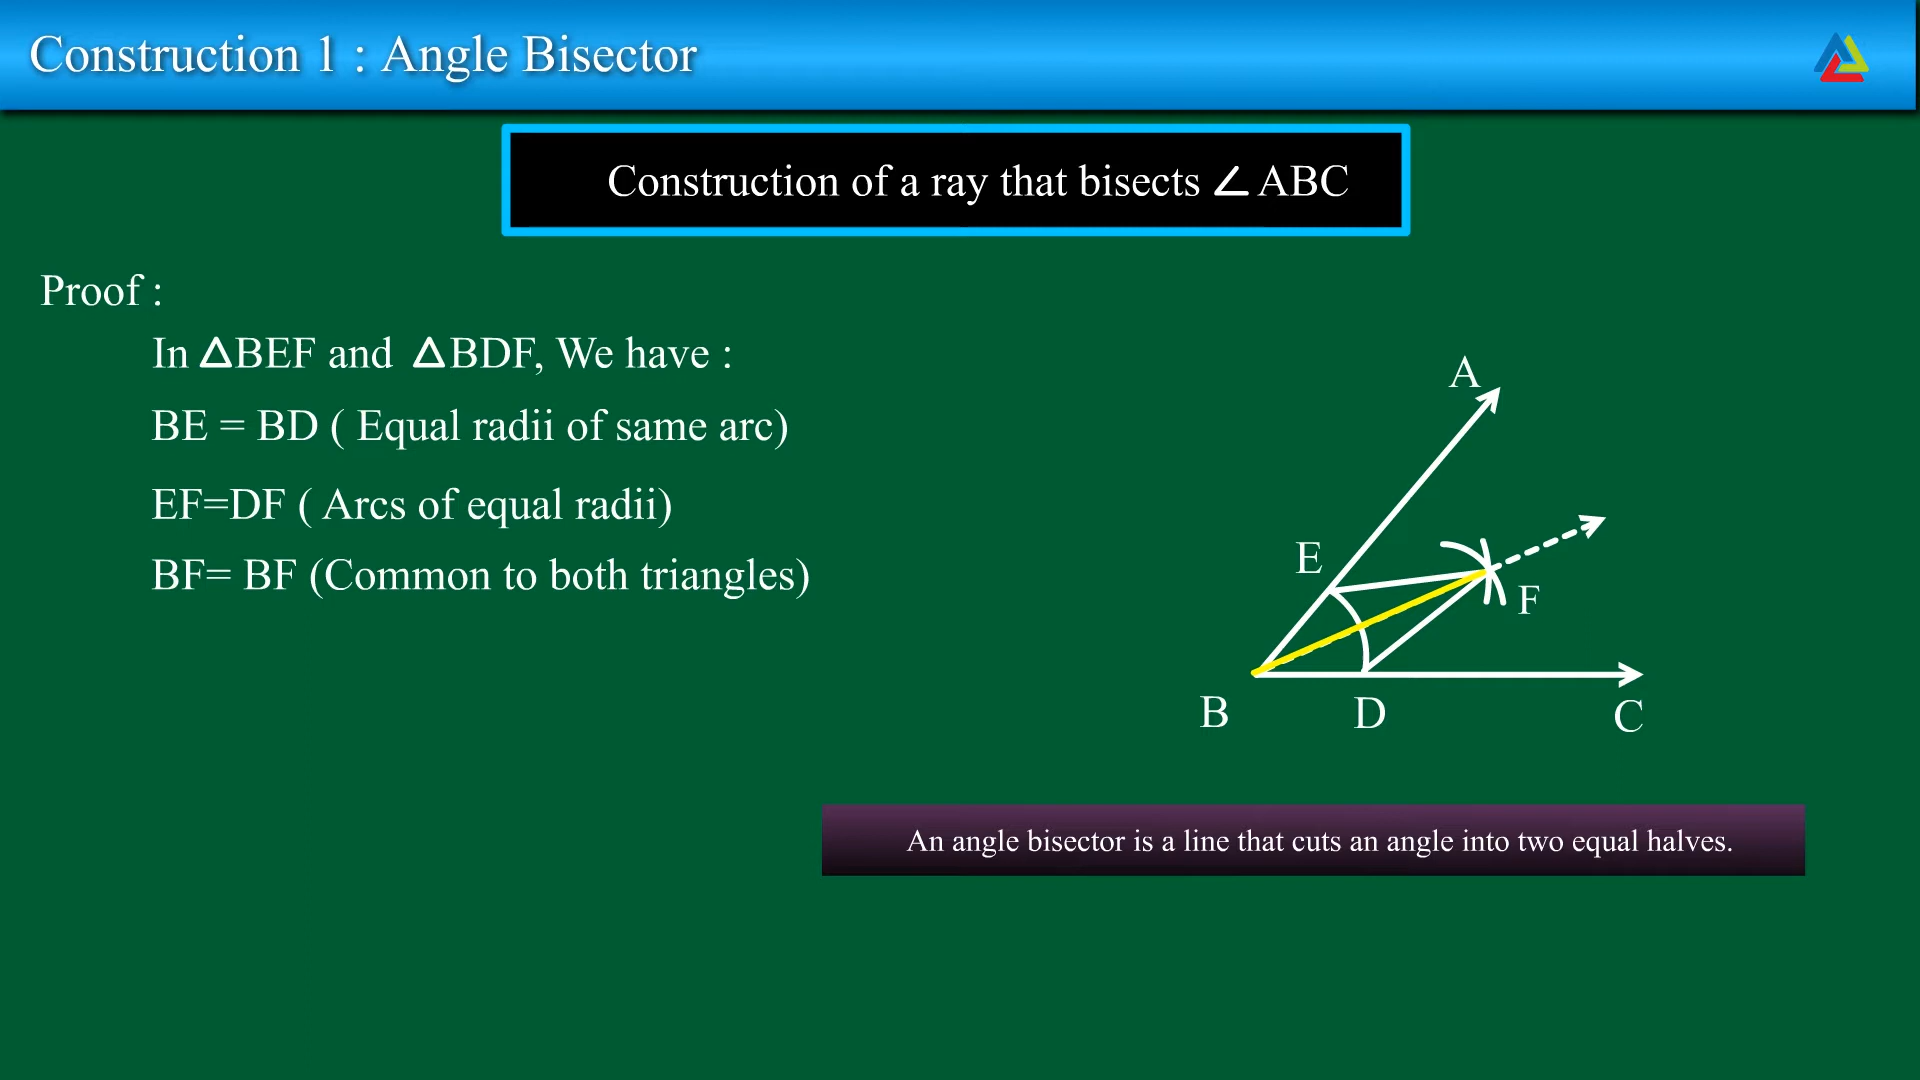 Construction 1 : Angle Bisector
Construction of a ray that bisects ∠ABC
Proof :
In △BEF and △BDF, We have :
BE = BD ( Equal radii of same arc)
EF=DF ( Arcs of equal radii)
BF= BF (Common to both triangles)
A
E
F
B
D
C
An angle bisector is a line that cuts an angle into two equal halves.